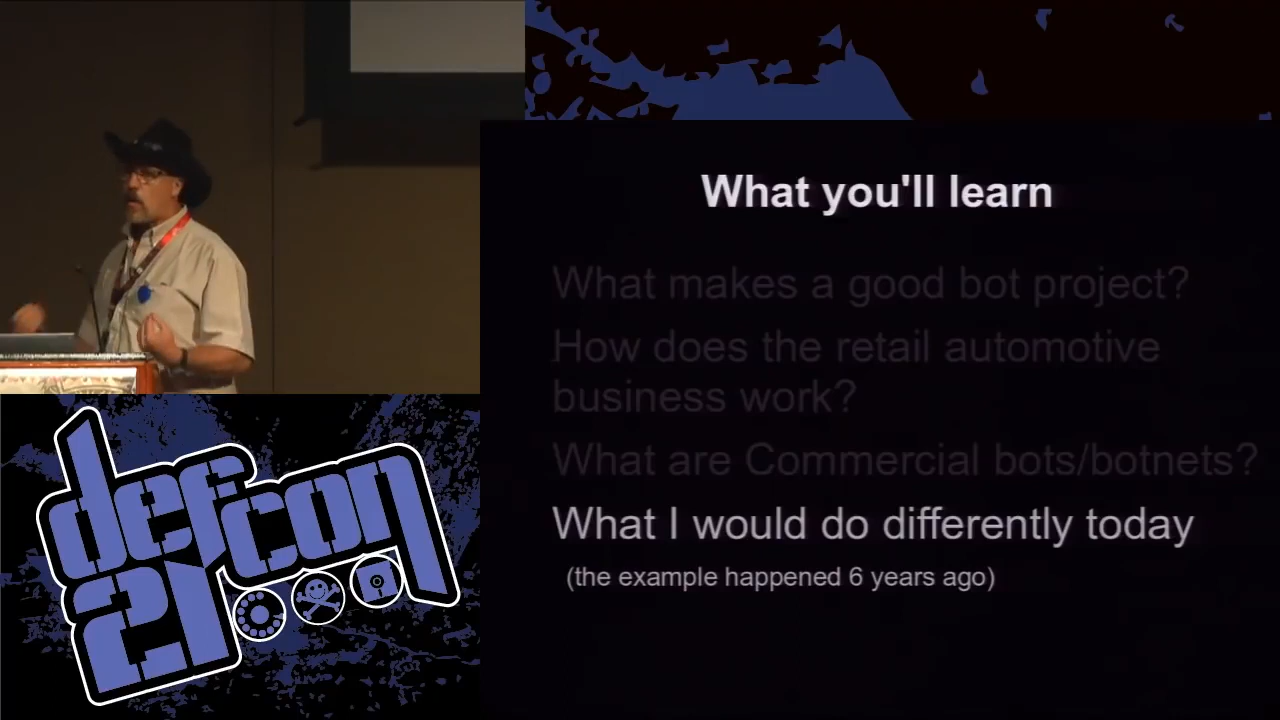 What you'll learn
What makes a good bot project?
How does the retail automotive
business work?
What are Commercial bots/botnets?
What I would do differently today
(the example happened 6 years ago)
defcon
21